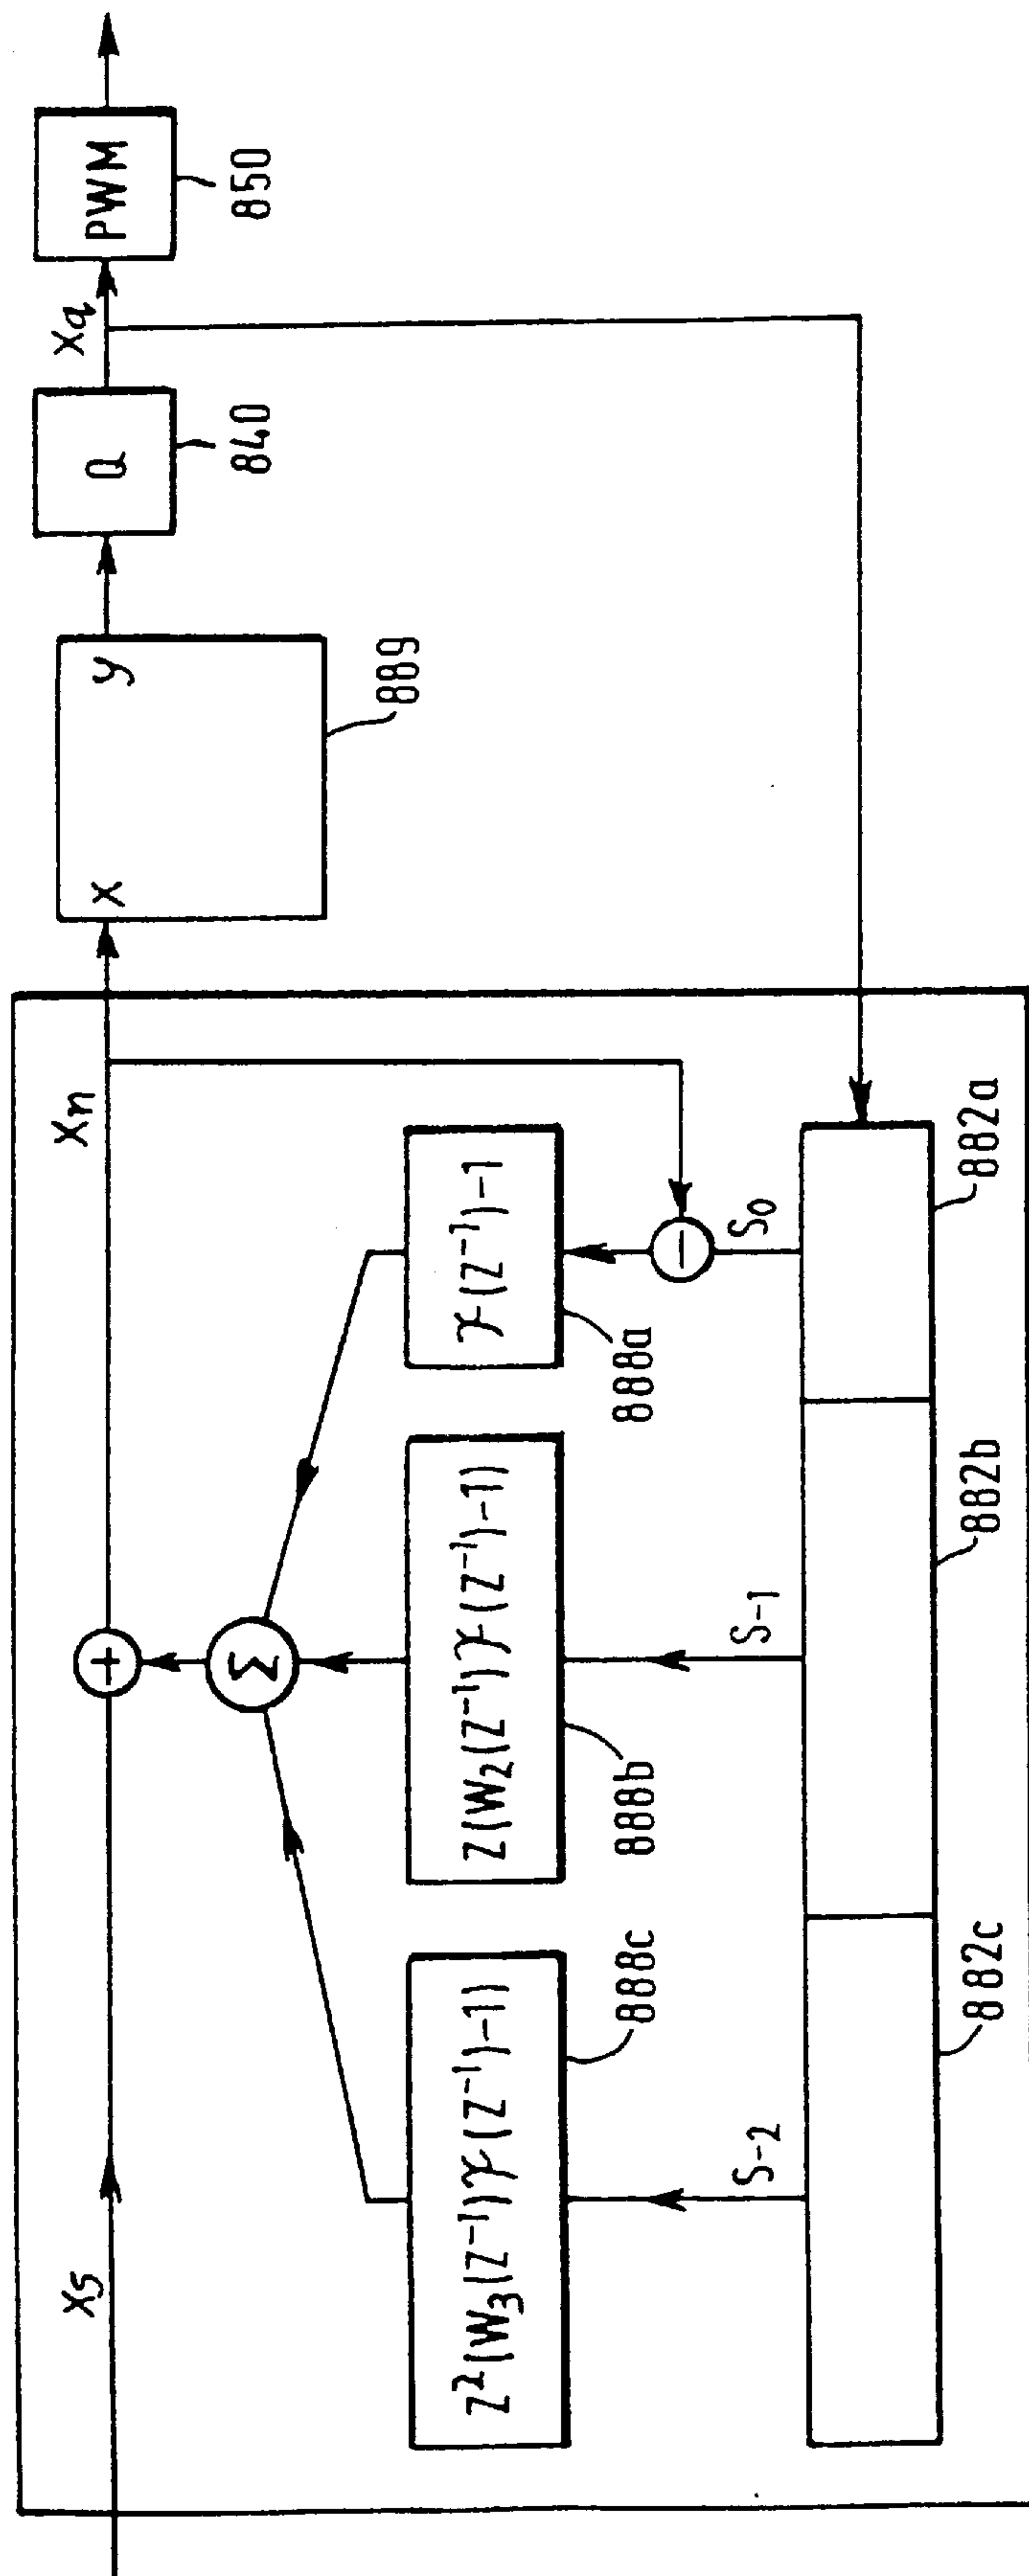 Xs
Xn
X
y
Q
840
Xq
PWM
850
889
+
Σ
Z²(W₃(Z⁻¹)γ(Z⁻¹)-1)
888c
Z(W₂(Z⁻¹)γ(Z⁻¹)-1)
888b
γ(Z⁻¹)-1
888a
−
S-2
S-1
S0
882c
882b
882a